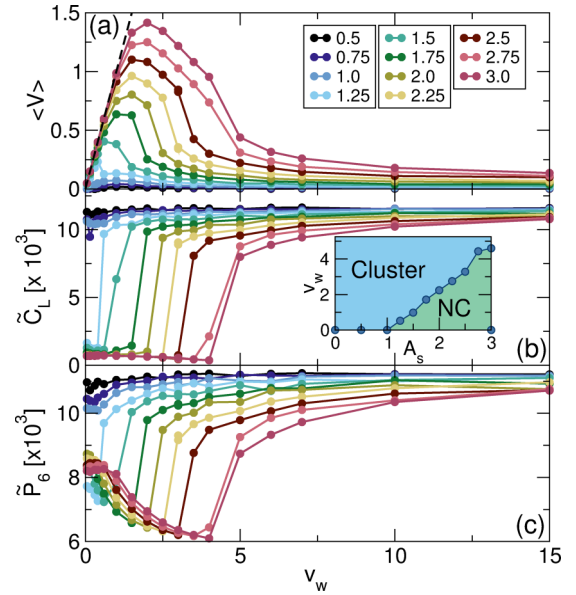 (a)
<V>
1.5
1
0.5
0
0.5
0.75
1.0
1.25
1.5
1.75
2.0
2.25
2.5
2.75
3.0
C̃L [x 10³]
10
5
0
Cluster
NC
vw
4
2
0
0
1
2
3
As
(b)
P̃6 [x10³]
10
8
6
(c)
0
5
10
15
vw